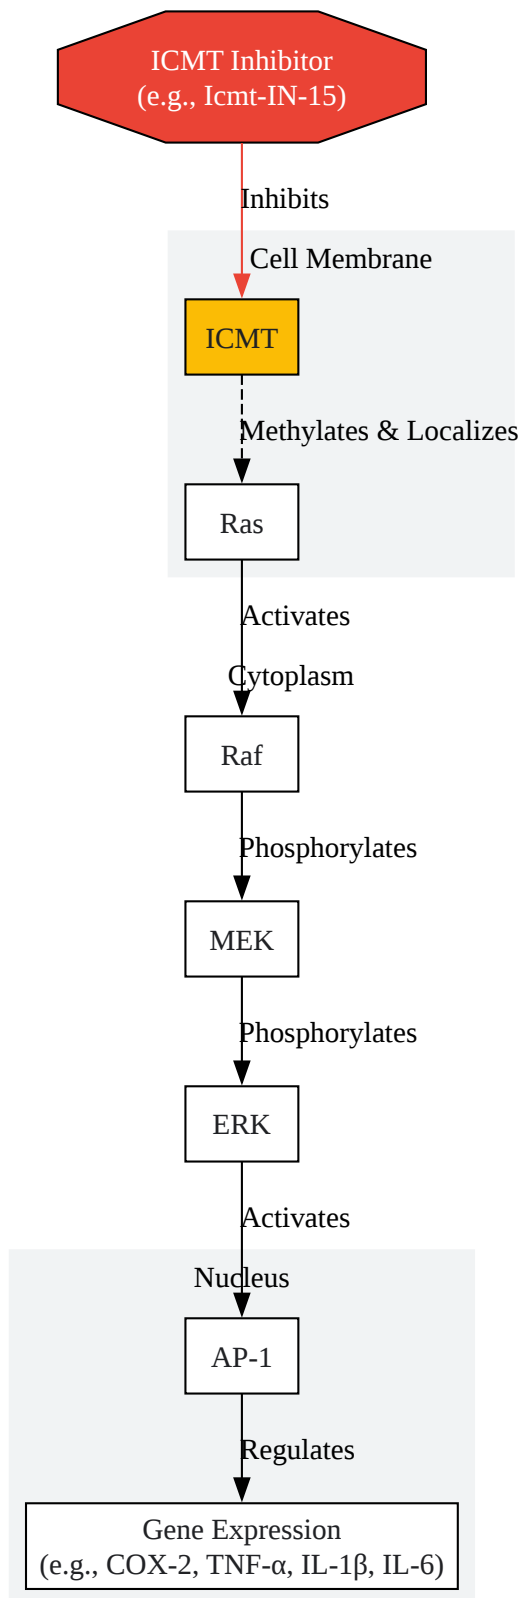 ICMT Inhibitor
(e.g., Icmt-IN-15)
Inhibits
Cell Membrane
ICMT
Methylates & Localizes
Ras
Activates
Cytoplasm
Raf
Phosphorylates
MEK
Phosphorylates
ERK
Activates
Nucleus
AP-1
Regulates
Gene Expression
(e.g., COX-2, TNF-α, IL-1β, IL-6)